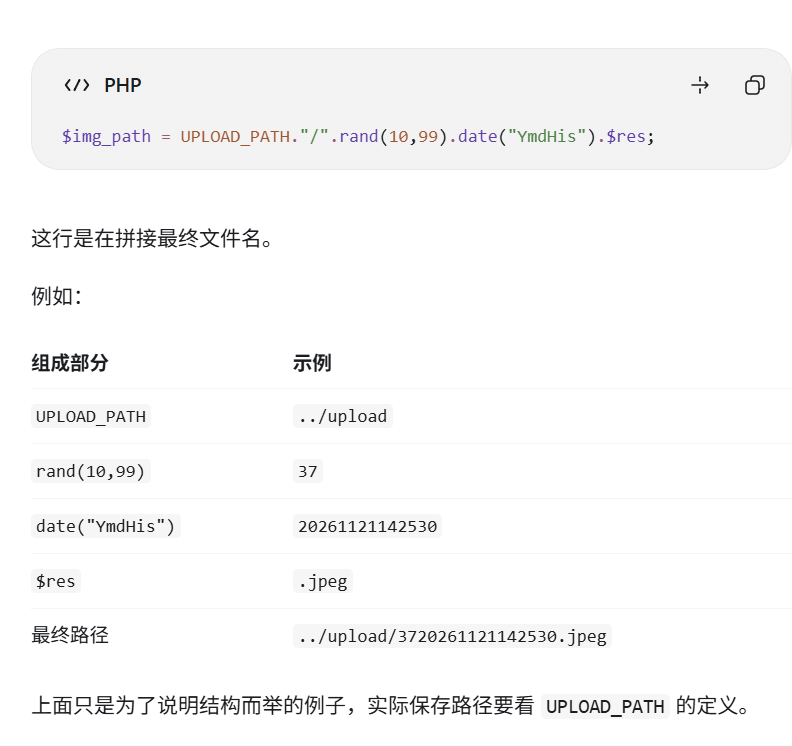 </> PHP
$img_path = UPLOAD_PATH."/".rand(10,99).date("YmdHis").$res;
这行是在拼接最终文件名。
例如：
组成部分 示例
UPLOAD_PATH ../upload
rand(10,99) 37
date("YmdHis") 20261121142530
$res .jpeg
最终路径 ../upload/3720261121142530.jpeg
上面只是为了说明结构而举的例子，实际保存路径要看 UPLOAD_PATH 的定义。